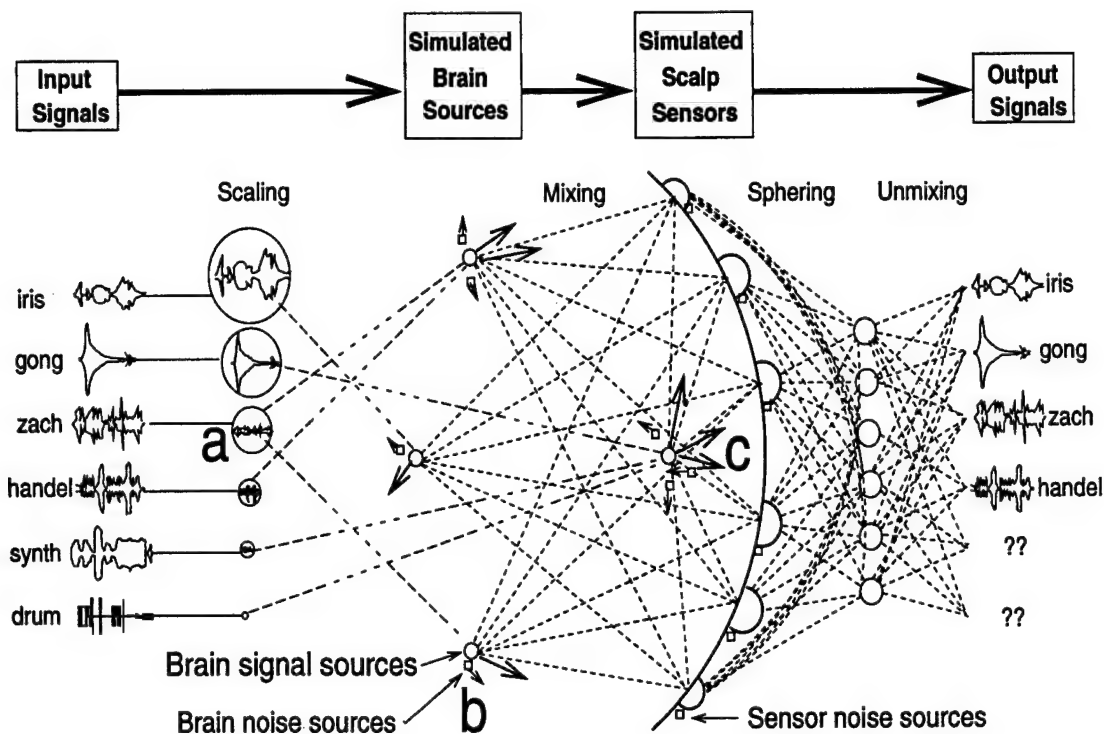 Input
Signals
Simulated
Brain
Sources
Simulated
Scalp
Sensors
Output
Signals
Scaling
Mixing
Sphering
Unmixing
iris
gong
zach
handel
synth
drum
a
b
c
iris
gong
zach
handel
??
??
Brain signal sources
Brain noise sources
Sensor noise sources